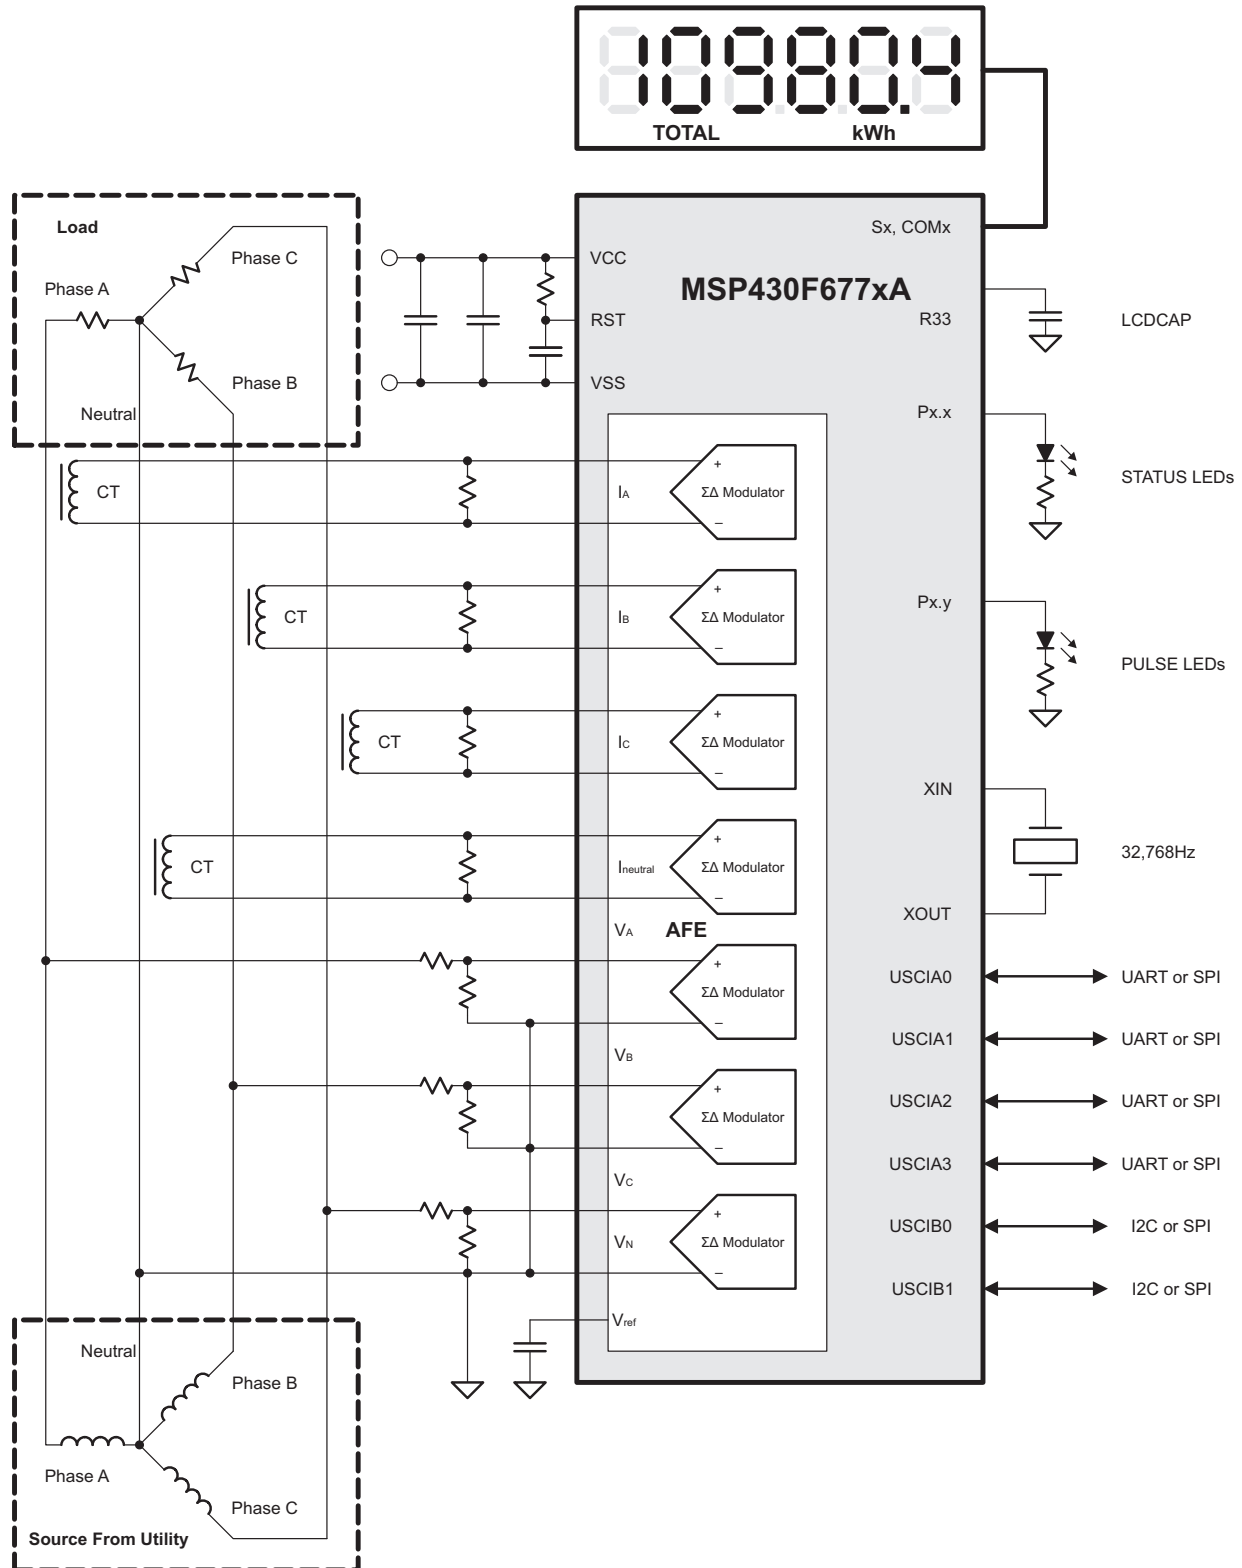 10980.4
TOTAL kWh
Load
Phase C
Phase A
Phase B
Neutral
VCC
RST
VSS
Sx, COMx
MSP430F677xA
R33
LCDCAP
Px.x
STATUS LEDs
Px.y
PULSE LEDs
XIN
32,768Hz
XOUT
CT
IA
+
ΣΔ Modulator
–
CT
IB
+
ΣΔ Modulator
–
CT
IC
+
ΣΔ Modulator
–
CT
Ineutral
+
ΣΔ Modulator
–
VA
AFE
+
ΣΔ Modulator
–
VB
+
ΣΔ Modulator
–
VC
+
VN
ΣΔ Modulator
–
Vref
USCIA0 UART or SPI
USCIA1 UART or SPI
USCIA2 UART or SPI
USCIA3 UART or SPI
USCIB0 I2C or SPI
USCIB1 I2C or SPI
Neutral
Phase B
Phase A
Phase C
Source From Utility